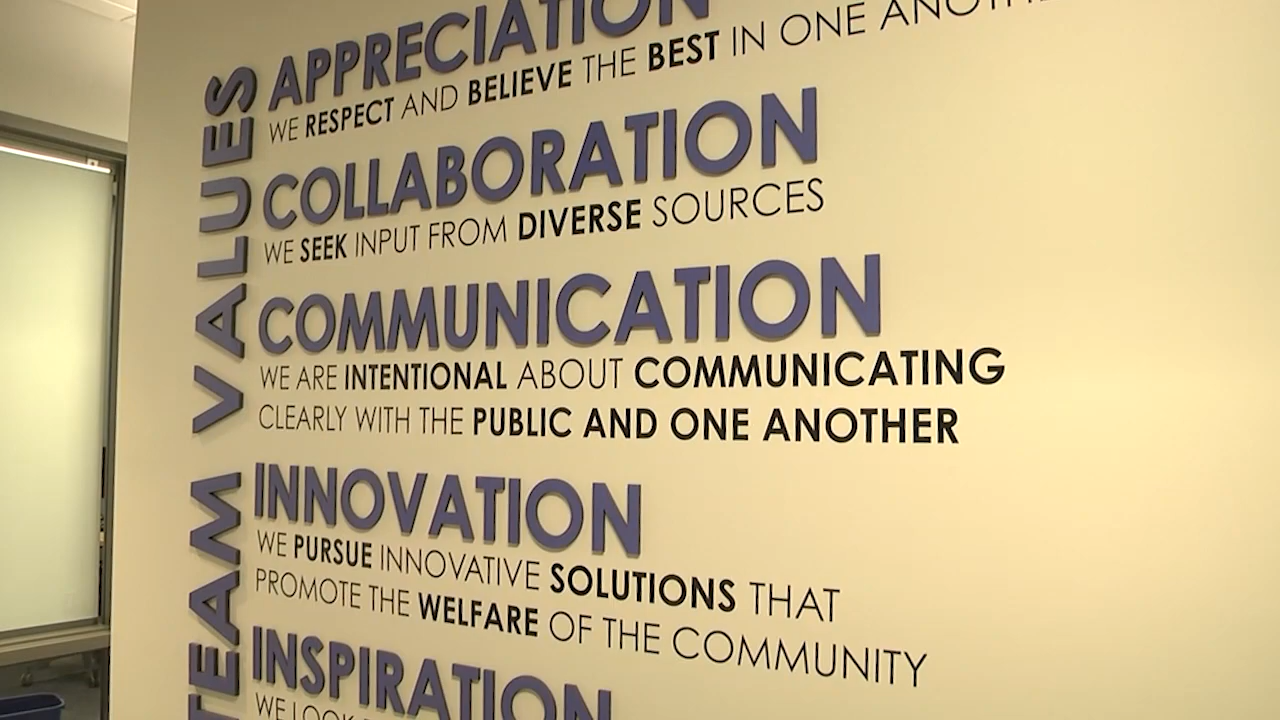 TEAM VALUES
APPRECIATION
WE RESPECT AND BELIEVE THE BEST IN ONE
COLLABORATION
WE SEEK INPUT FROM DIVERSE SOURCES
COMMUNICATION
WE ARE INTENTIONAL ABOUT COMMUNICATING
CLEARLY WITH THE PUBLIC AND ONE ANOTHER
INNOVATION
WE PURSUE INNOVATIVE SOLUTIONS THAT
PROMOTE THE WELFARE OF THE COMMUNITY
INSPIRATION
WE LOOK